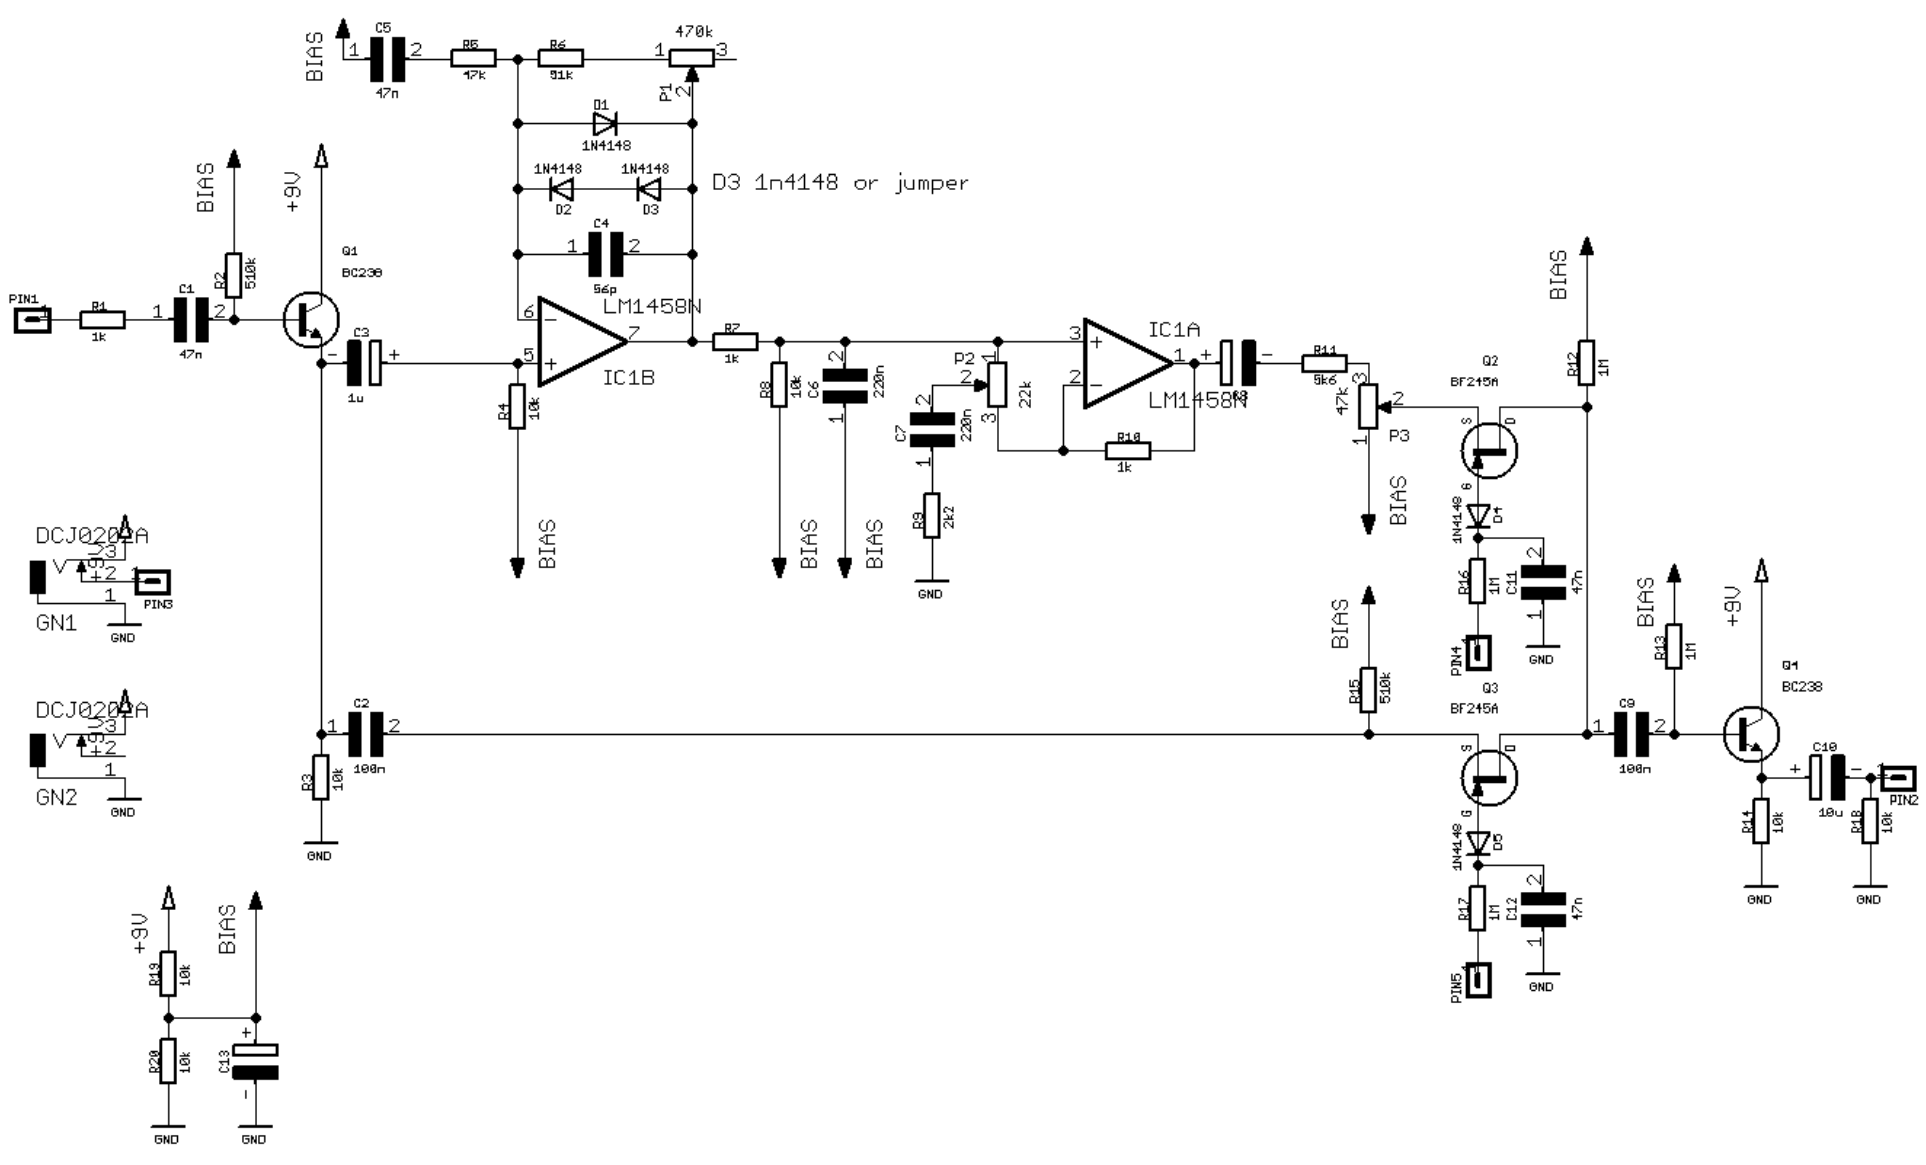 BIAS
1
C5
2
47n
R5
47k
R6
91k
470k
1
3
P1
2
D1
1N4148
1N4148
1N4148
D2
D3
D3 1n4148 or jumper
C4
1
2
56p
LM1458N
6
5
7
IC1B
BIAS
+9V
Q1
BC238
PIN1
1
R1
1k
1
C1
2
47n
R2
510k
-
C3
+
1u
R4
10k
BIAS
R7
1k
R8
10k
BIAS
2
C6
220n
1
BIAS
P2
1
2
3
22k
2
C7
220n
1
R9
2k2
GND
3
2
1
IC1A
LM1458N
R10
1k
+
-
R11
5k6
3
47k
2
1
P3
BIAS
Q2
BF245A
S
D
G
BIAS
R12
1M
1N4148
D4
R16
1M
2
C11
47n
1
GND
PIN4
DCJ0202A
+9V
3
2
1
PIN3
GND
GN1
DCJ0202A
+9V
3
2
1
GND
GN2
1
C2
2
100n
R3
10k
GND
BIAS
R15
510k
Q3
BF245A
S
D
G
1N4148
D5
R17
1M
2
C12
47n
1
GND
PIN5
BIAS
R13
1M
+9V
Q4
BC238
1
C9
2
100n
+
C10
-
10u
1
PIN2
R14
10k
GND
R18
10k
GND
+9V
BIAS
R19
10k
R20
10k
+
C13
-
GND
GND